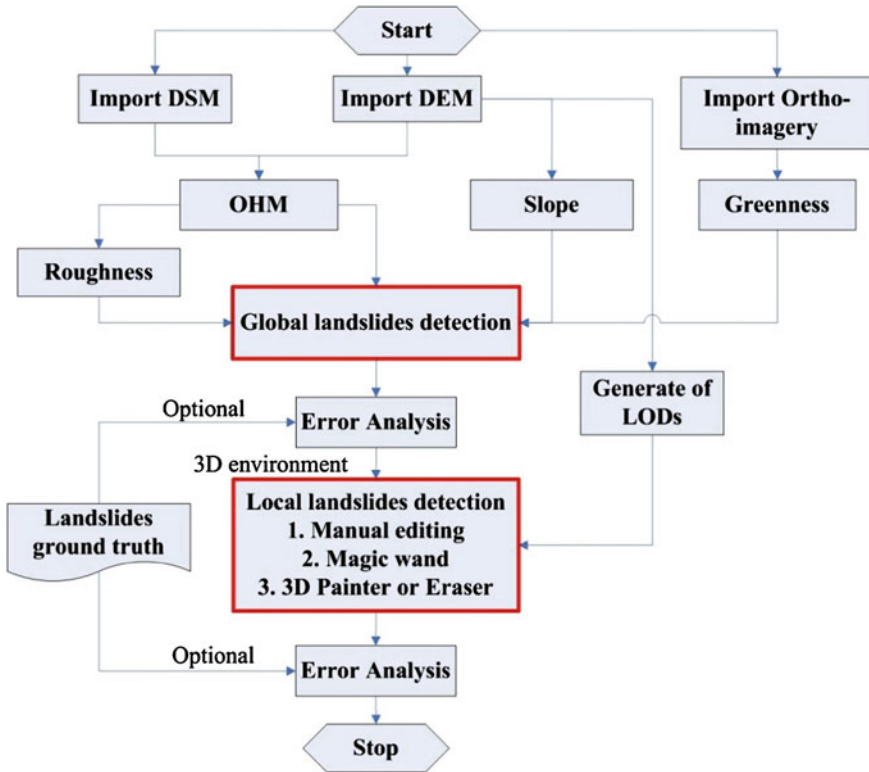 Start
Import DSM
Import DEM
Import Ortho-
imagery
OHM
Slope
Greenness
Roughness
Global landslides detection
Generate of
LODs
Optional
Error Analysis
3D environment
Landslides
ground truth
Local landslides detection
1. Manual editing
2. Magic wand
3. 3D Painter or Eraser
Optional
Error Analysis
Stop